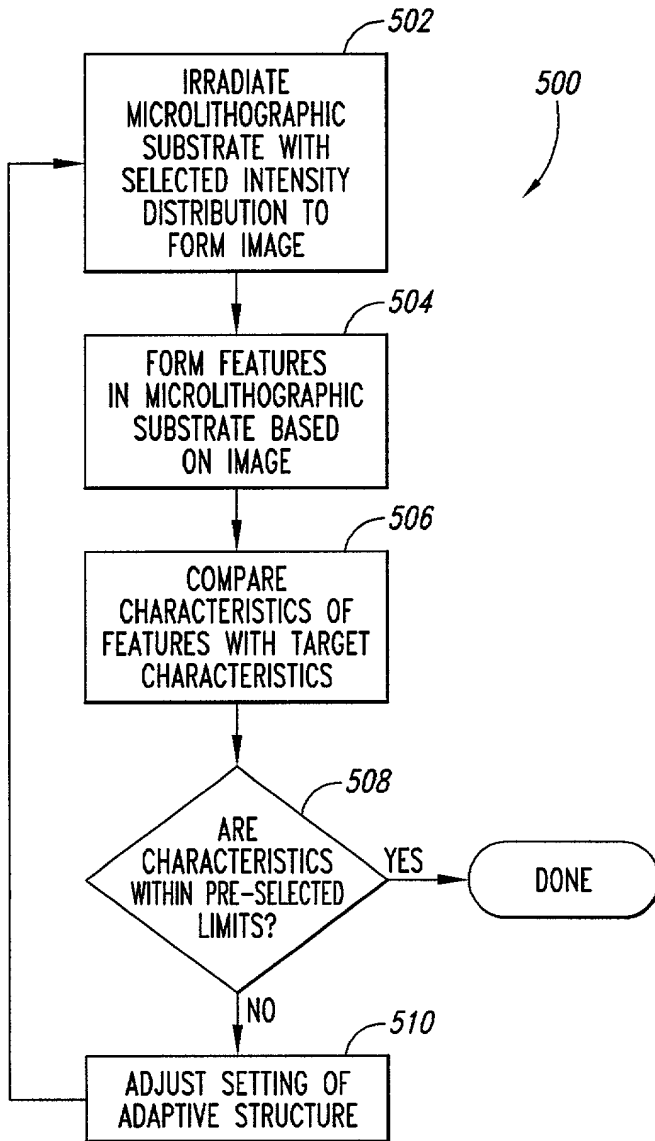 502
500
IRRADIATE
MICROLITHOGRAPHIC
SUBSTRATE WITH
SELECTED INTENSITY
DISTRIBUTION TO
FORM IMAGE
504
FORM FEATURES
IN MICROLITHOGRAPHIC
SUBSTRATE BASED
ON IMAGE
506
COMPARE
CHARACTERISTICS OF
FEATURES WITH TARGET
CHARACTERISTICS
508
ARE
CHARACTERISTICS
WITHIN PRE-SELECTED
LIMITS?
YES
DONE
NO
510
ADJUST SETTING OF
ADAPTIVE STRUCTURE